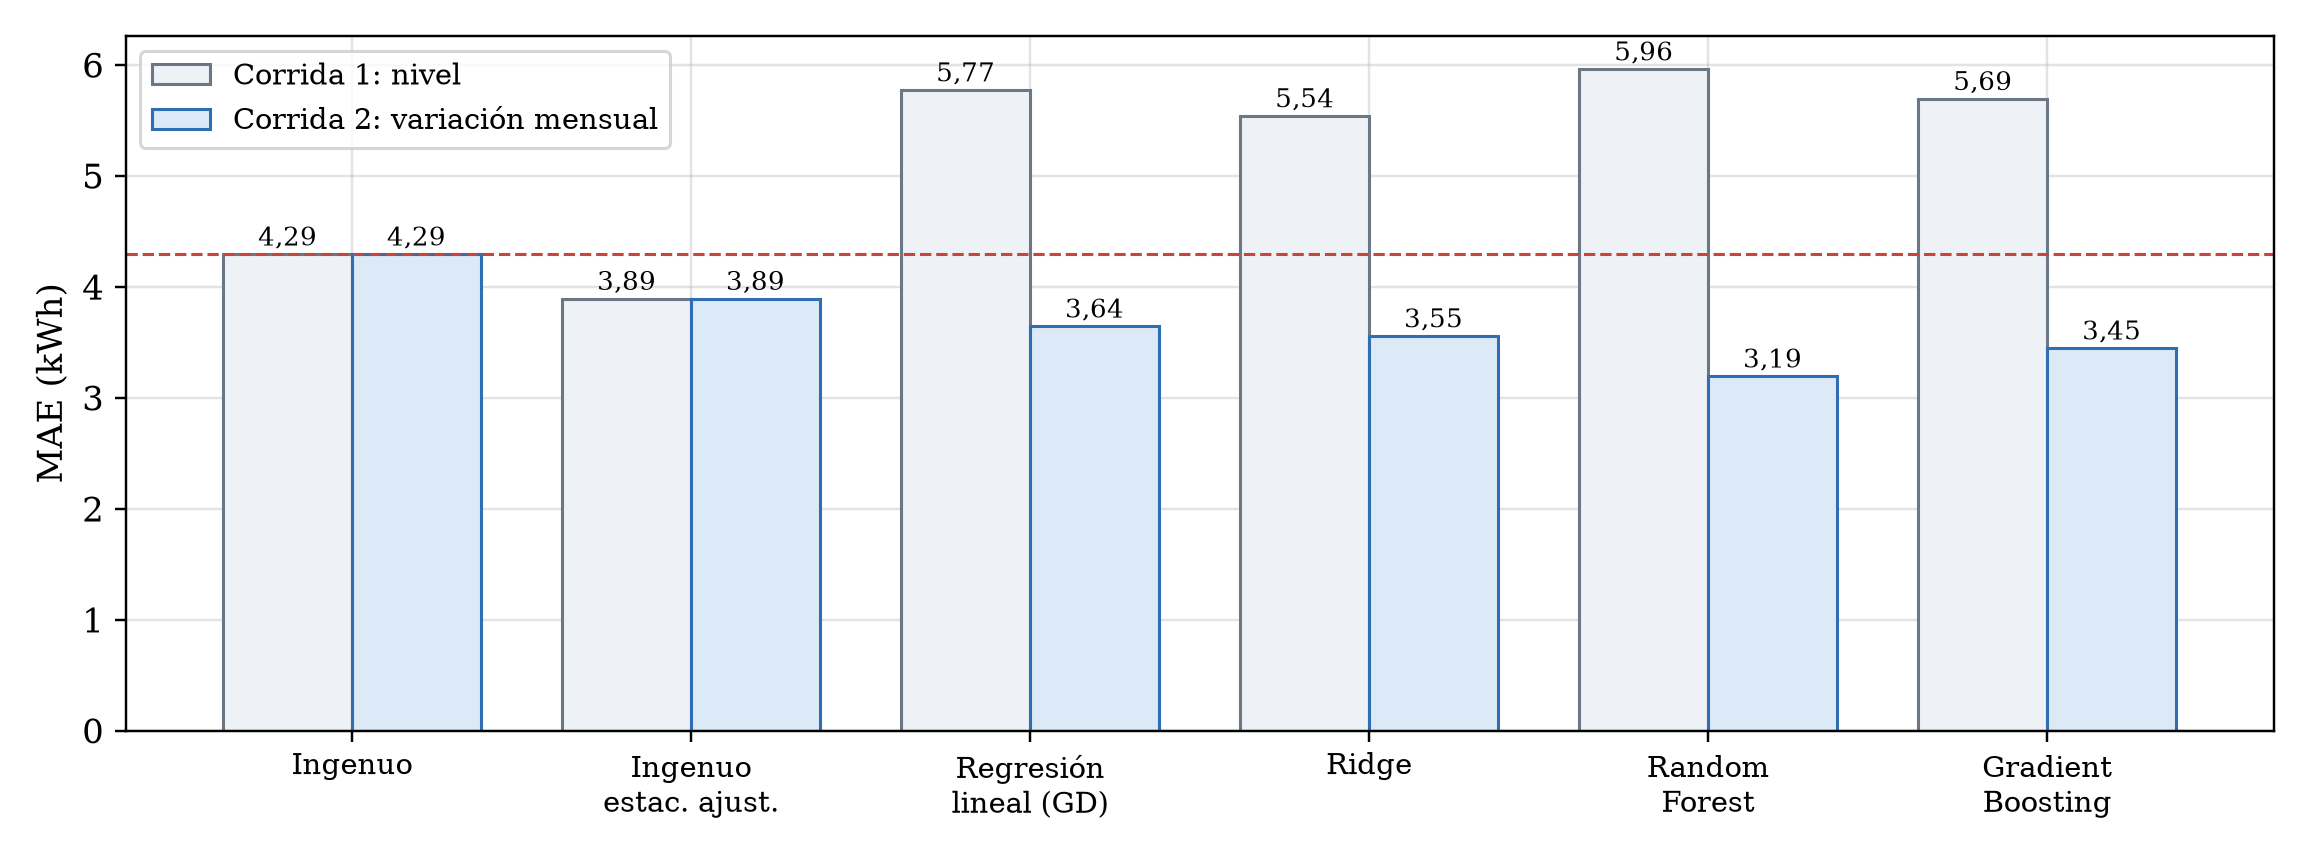 Corrida 1: nivel
Corrida 2: variación mensual
MAE (kWh)
6
5
4
3
2
1
0
4,29
4,29
3,89
3,89
5,77
3,64
5,54
3,55
5,96
3,19
5,69
3,45
Ingenuo
Ingenuo
estac. ajust.
Regresión
lineal (GD)
Ridge
Random
Forest
Gradient
Boosting